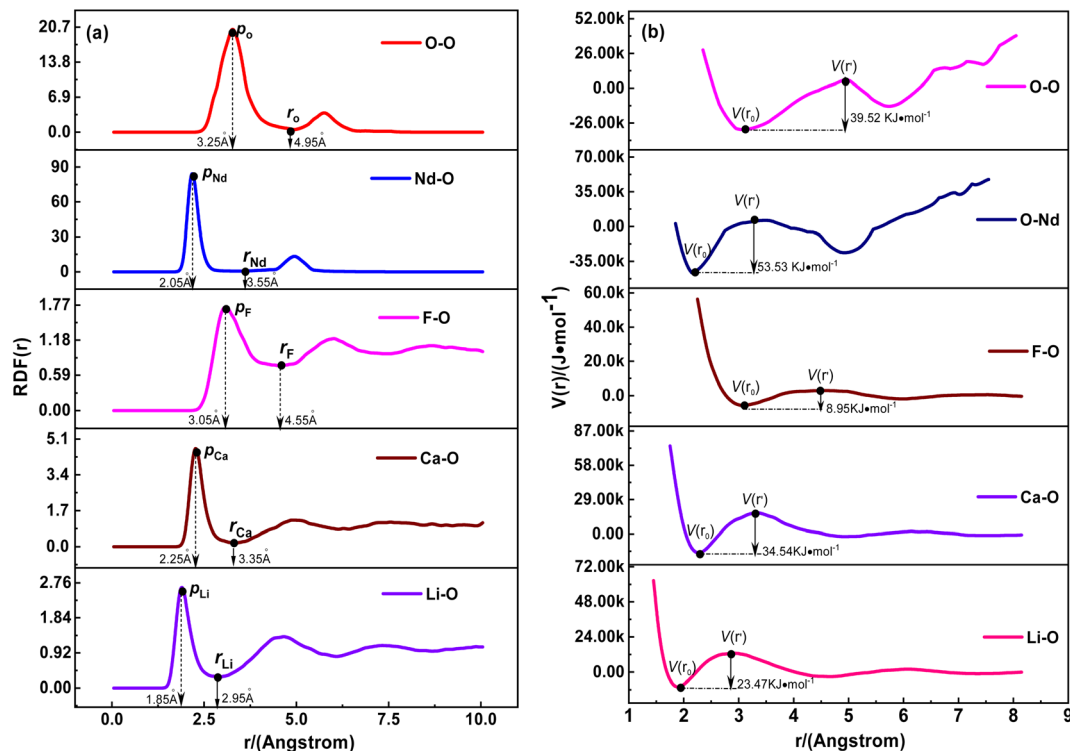 (a)
20.7
13.8
6.9
0.0
p_o
r_o
O-O
3.25Å
4.95Å
90
60
30
0
p_Nd
r_Nd
Nd-O
2.05Å
3.55Å
1.77
1.18
0.59
0.00
p_F
r_F
F-O
3.05Å
4.55Å
5.1
3.4
1.7
0.0
p_Ca
r_Ca
Ca-O
2.25Å
3.35Å
2.76
1.84
0.92
0.00
p_Li
r_Li
Li-O
1.85Å
2.95Å
0.0 2.5 5.0 7.5 10.0
r/(Angstrom)
RDF(r)
(b)
52.00k
26.00k
0.00
-26.00k
V(r₀)
V(r)
O-O
39.52 KJ•mol⁻¹
70.00k
35.00k
0.00
-35.00k
V(r₀)
V(r)
O-Nd
53.53 KJ•mol⁻¹
60.0k
40.0k
20.0k
0.0
V(r₀)
V(r)
F-O
8.95KJ•mol⁻¹
87.00k
58.00k
29.00k
0.00
V(r₀)
V(r)
Ca-O
34.54KJ•mol⁻¹
72.00k
48.00k
24.00k
0.00
V(r₀)
V(r)
Li-O
23.47KJ•mol⁻¹
1 2 3 4 5 6 7 8 9
r/(Angstrom)
V(r)/(J•mol⁻¹)